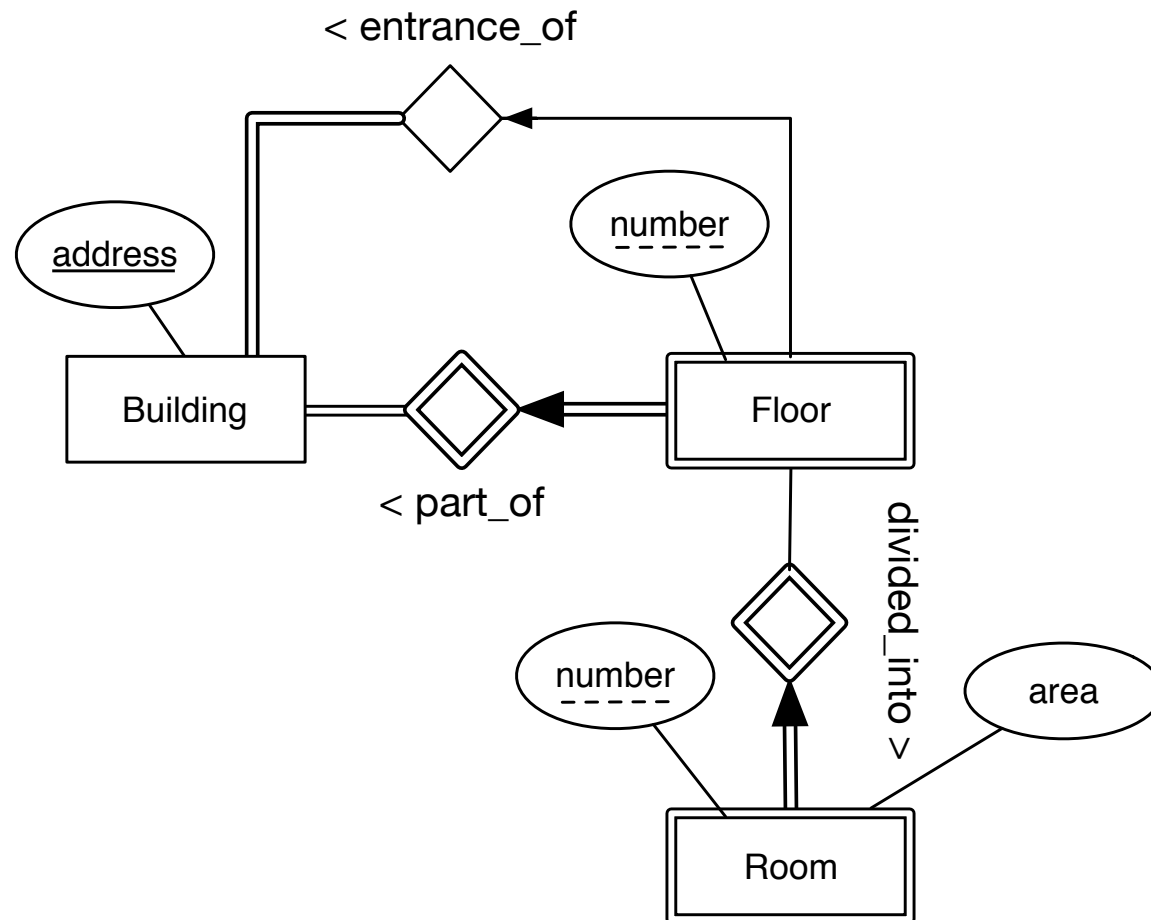 < entrance_of
number
address
Building
Floor
< part_of
divided_into >
number
area
Room